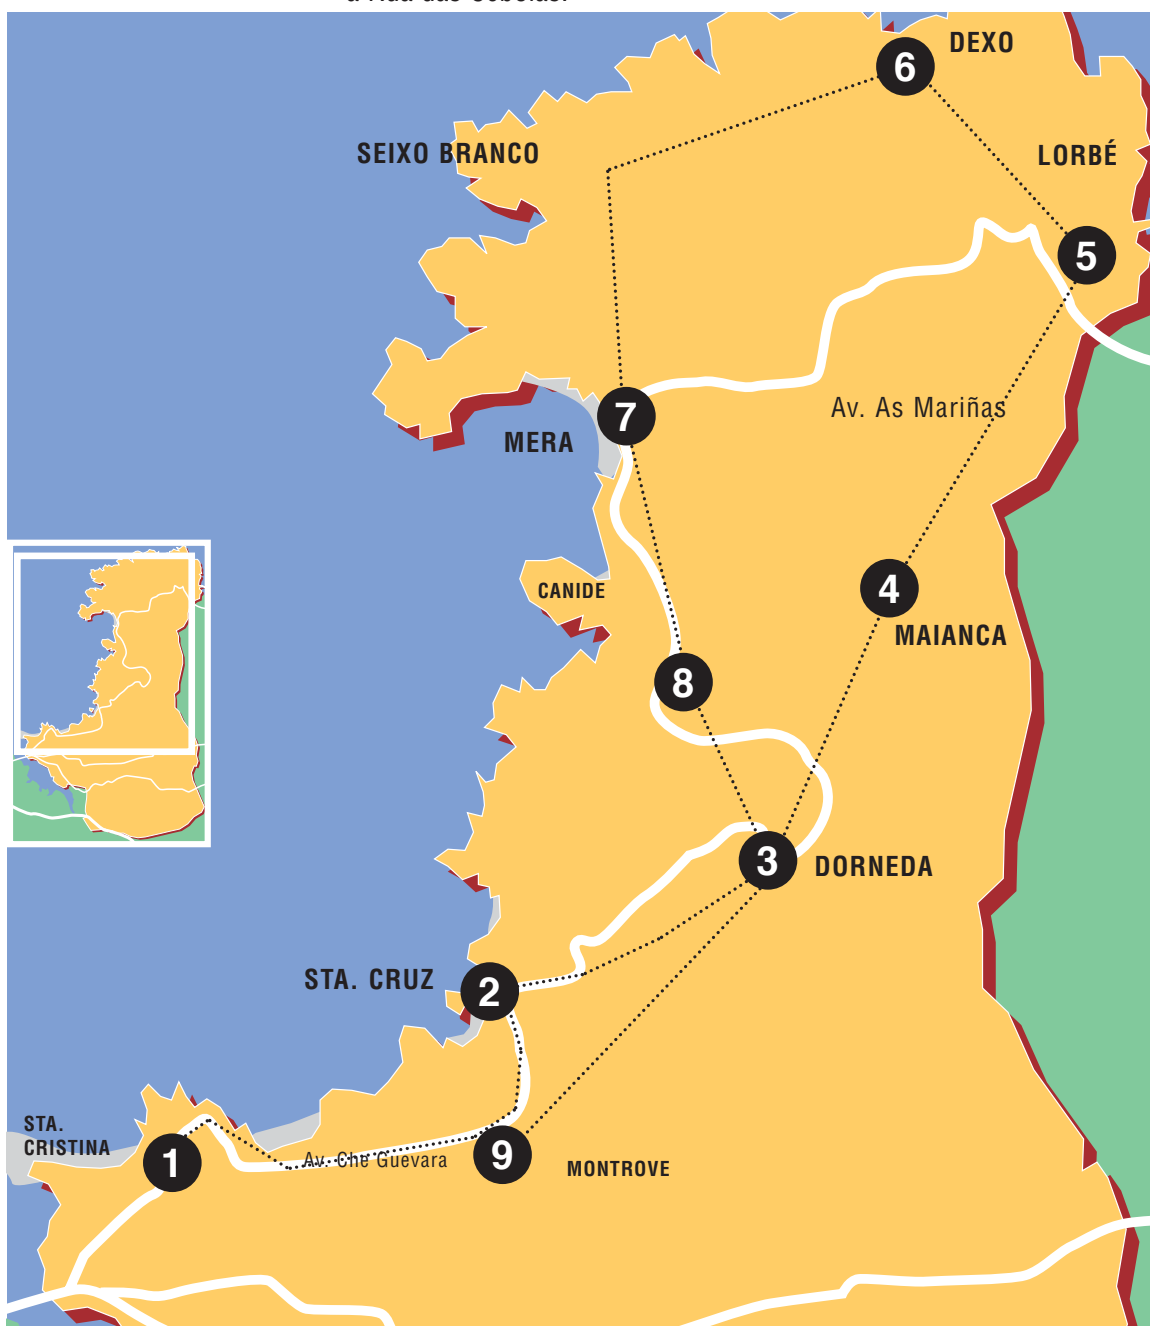 6
DEXO
SEIXO BRANCO
LORBÉ
5
7
Av. As Mariñas
MERA
4
CANIDE
MAIANCA
8
3
DORNEDA
STA. CRUZ
2
STA.
CRISTINA
1
Av. Che Guevara
9
MONTROVE